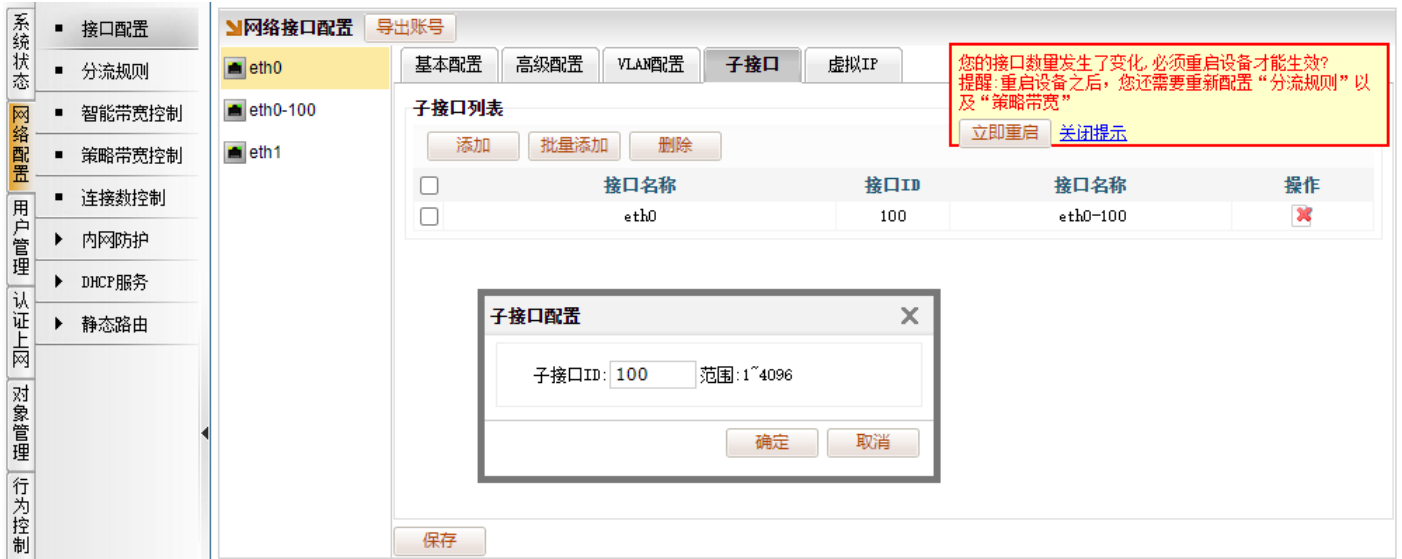 系统状态
网络配置
用户管理
认证上网
对象管理
行为控制
接口配置
分流规则
智能带宽控制
策略带宽控制
连接数控制
内网防护
DHCP服务
静态路由
网络接口配置 导出账号
eth0
eth0-100
eth1
基本配置 高级配置 VLAN配置 子接口 虚拟IP
您的接口数量发生了变化,必须重启设备才能生效?
提醒:重启设备之后，您还需要重新配置“分流规则”以
及“策略带宽”
立即重启 关闭提示
子接口列表
添加 批量添加 删除
接口名称 接口ID 接口名称 操作
eth0 100 eth0-100
子接口配置
子接口ID: 100 范围:1~4096
确定 取消
保存